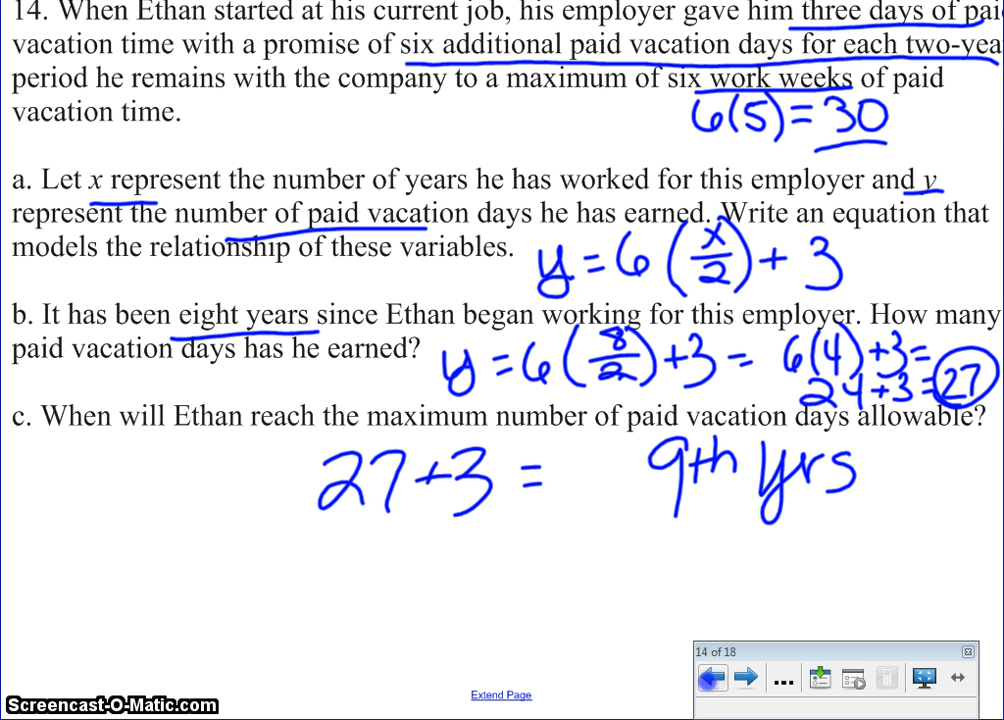 14. When Ethan started at his current job, his employer gave him three days of pai
vacation time with a promise of six additional paid vacation days for each two-yea
period he remains with the company to a maximum of six work weeks of paid
vacation time.
6(5) = 30
a. Let x represent the number of years he has worked for this employer and y
represent the number of paid vacation days he has earned. Write an equation that
models the relationship of these variables.
y = 6(x/2) + 3
b. It has been eight years since Ethan began working for this employer. How many
paid vacation days has he earned?
y = 6(8/2) + 3 = 6(4) + 3 =
24 + 3 = 27
c. When will Ethan reach the maximum number of paid vacation days allowable?
27 + 3 = 9th yrs
14 of 18
Extend Page
Screencast-O-Matic.com